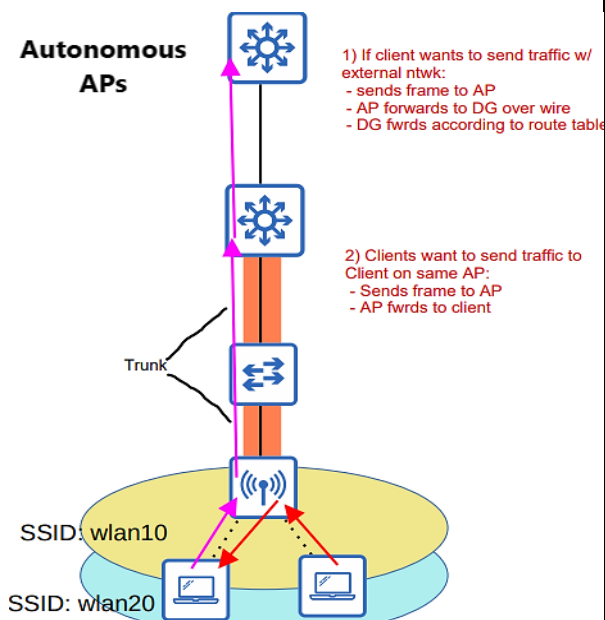 Autonomous
APs
1) If client wants to send traffic w/
external ntwk:
- sends frame to AP
- AP forwards to DG over wire
- DG fwrds according to route table
2) Clients want to send traffic to
Client on same AP:
- Sends frame to AP
- AP fwrds to client
Trunk
SSID: wlan10
SSID: wlan20